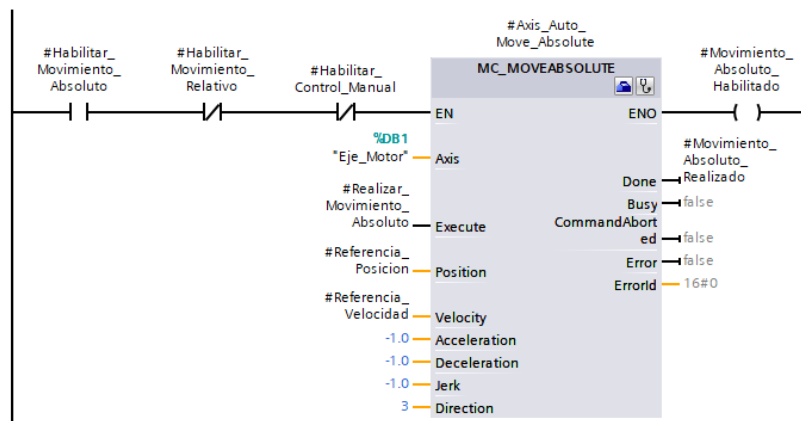 #Axis_Auto_
Move_Absolute
#Habilitar_
Movimiento_
Absoluto
#Habilitar_
Movimiento_
Relativo
#Habilitar_
Control_Manual
MC_MOVEABSOLUTE
#Movimiento_
Absoluto_
Habilitado
EN
ENO
%DB1
"Eje_Motor"
Axis
#Movimiento_
Absoluto_
Realizado
Done
#Realizar_
Movimiento_
Absoluto
Execute
Busy
false
CommandAbort
ed
false
#Referencia_
Posicion
Position
Error
false
ErrorId
16#0
#Referencia_
Velocidad
Velocity
-1.0
Acceleration
-1.0
Deceleration
-1.0
Jerk
3
Direction